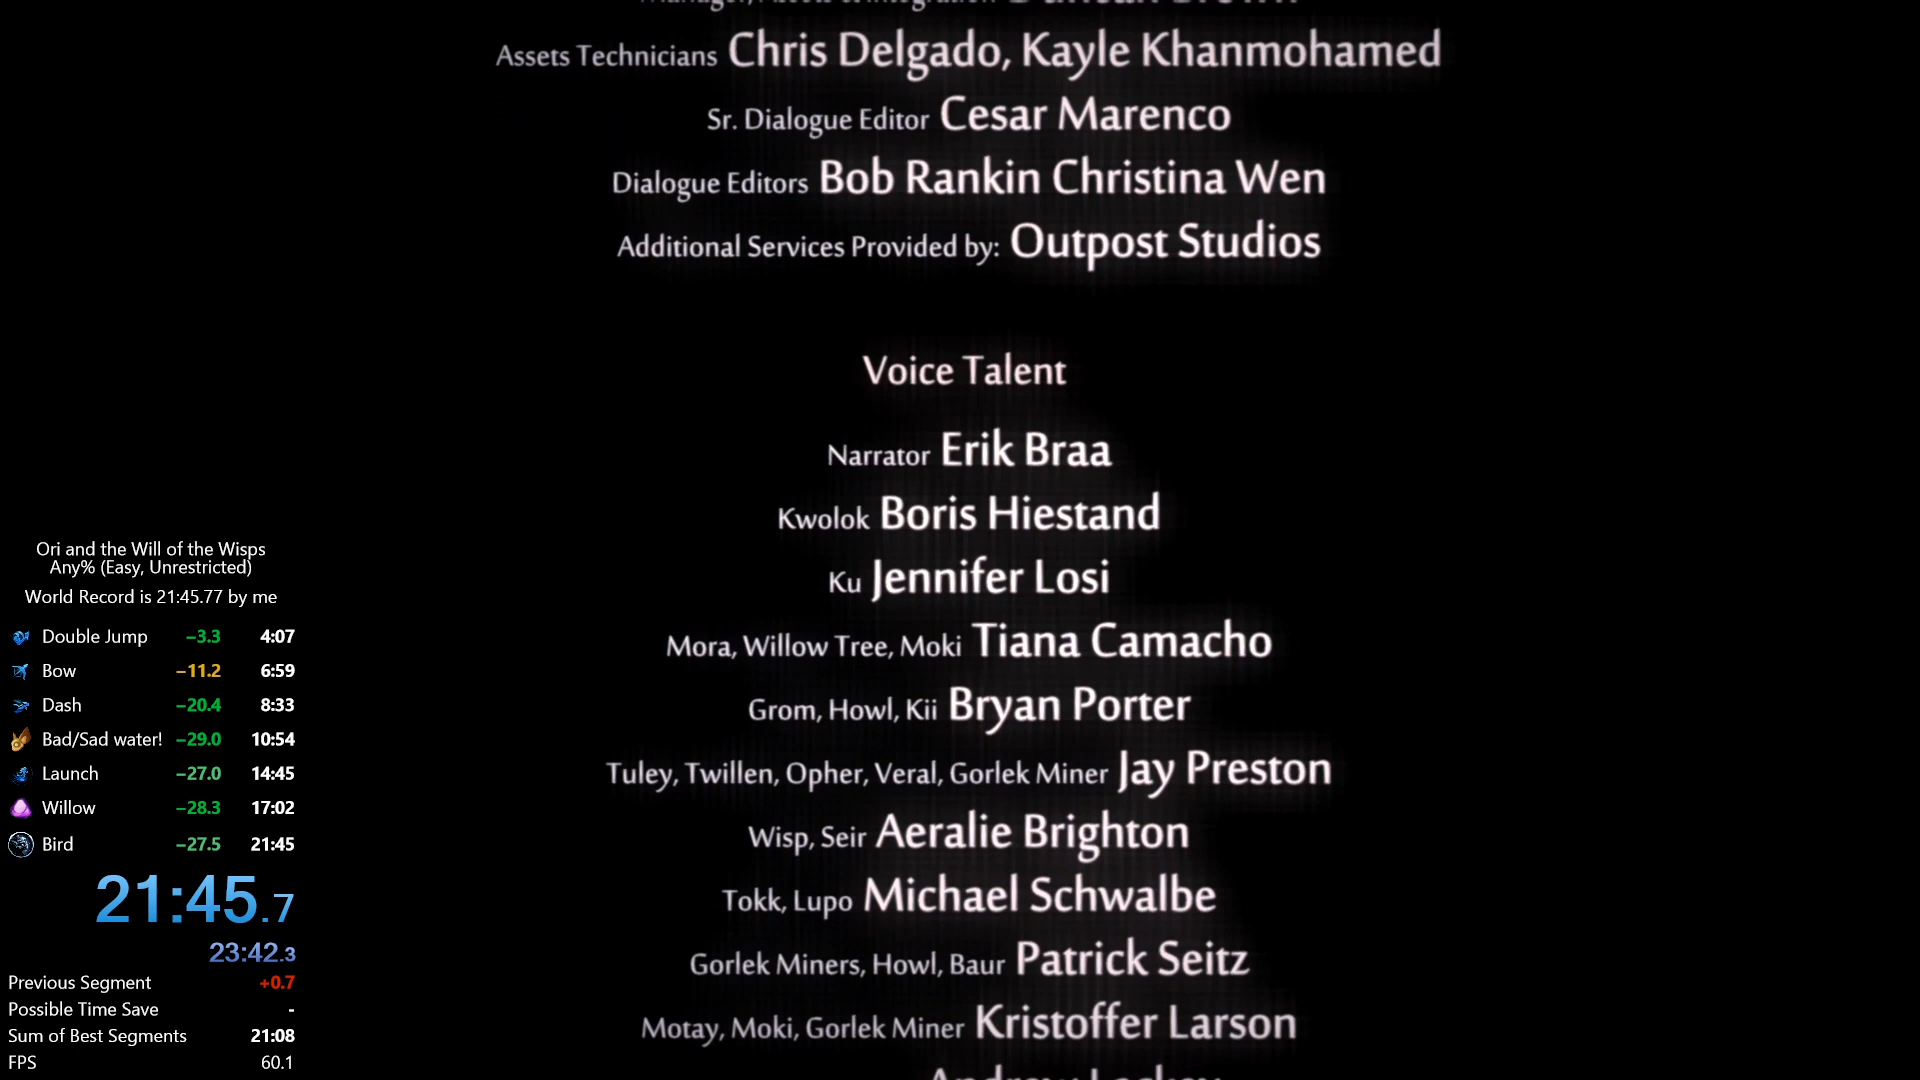 Assets Technicians Chris Delgado, Kayle Khanmohamed
Sr. Dialogue Editor Cesar Marenco
Dialogue Editors Bob Rankin Christina Wen
Additional Services Provided by: Outpost Studios
Voice Talent
Narrator Erik Braa
Kwolok Boris Hiestand
Ku Jennifer Losi
Mora, Willow Tree, Moki Tiana Camacho
Grom, Howl, Kii Bryan Porter
Tuley, Twillen, Opher, Veral, Gorlek Miner Jay Preston
Wisp, Seir Aeralie Brighton
Tokk, Lupo Michael Schwalbe
Gorlek Miners, Howl, Baur Patrick Seitz
Motay, Moki, Gorlek Miner Kristoffer Larson
Ori and the Will of the Wisps
Any% (Easy, Unrestricted)
World Record is 21:45.77 by me
Double Jump −3.3 4:07
Bow −11.2 6:59
Dash −20.4 8:33
Bad/Sad water! −29.0 10:54
Launch −27.0 14:45
Willow −28.3 17:02
Bird −27.5 21:45
21:45.7
23:42.3
Previous Segment +0.7
Possible Time Save -
Sum of Best Segments 21:08
FPS 60.1